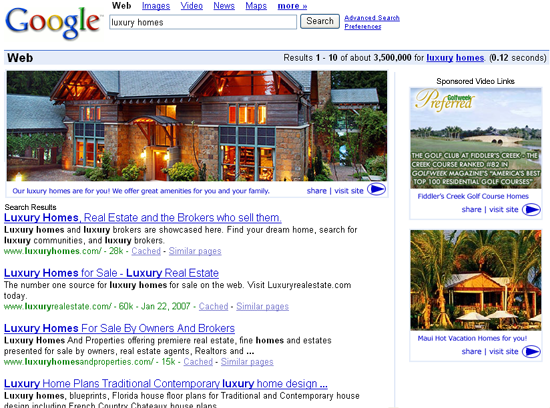 Web Images Video News Maps more »
Google™
luxury homes Search Advanced Search
Preferences
Web Results 1 - 10 of about 3,500,000 for luxury homes. (0.12 seconds)
Our luxury homes are for you! We offer great amenities for you and your family. share | visit site
Search Results
Luxury Homes, Real Estate and the Brokers who sell them.
Luxury homes and luxury brokers are showcased here. Find your dream home, search for
luxury communities, and luxury brokers.
www.luxuryhomes.com/ - 28k - Cached - Similar pages
Luxury Homes for Sale - Luxury Real Estate
The number one source for luxury homes for sale on the web. Visit Luxuryrealestate.com
today.
www.luxuryrealestate.com/ - 60k - Jan 22, 2007 - Cached - Similar pages
Luxury Homes For Sale By Owners And Brokers
Luxury Homes And Properties offering premiere real estate, fine homes and estates
presented for sale by owners, real estate agents, Realtors and ...
www.luxuryhomesandproperties.com/ - 15k - Cached - Similar pages
Luxury Home Plans Traditional Contemporary luxury home design ...
Luxury homes, blueprints, Florida house floor plans for Traditional and Contemporary house
design including French Country Chateaux house plans
Sponsored Video Links
Golfweek
Preferred
THE GOLF CLUB AT FIDDLER'S CREEK - THE
CREEK COURSE RANKED #82 IN
GOLFWEEK MAGAZINE'S "AMERICA'S BEST
TOP 100 RESIDENTIAL GOLF COURSES"
Fiddler's Creek Golf Course Homes
share | visit site
Maui Hot Vacation Homes for you!
share | visit site